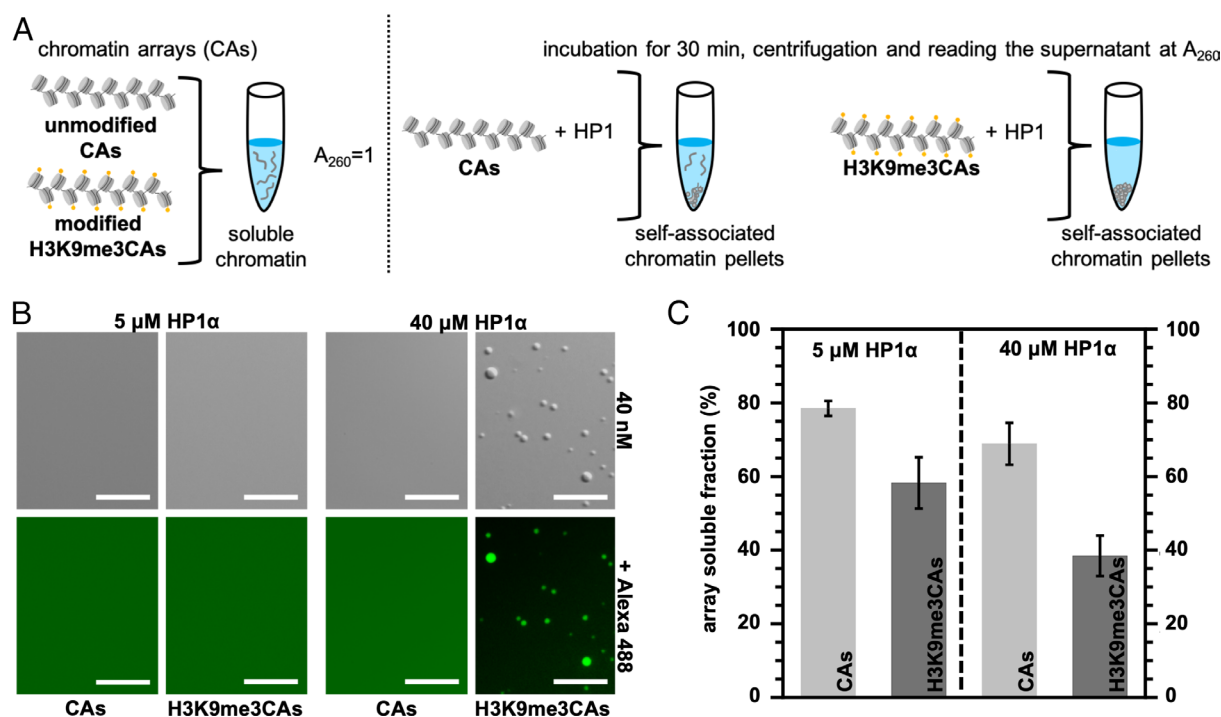 A
chromatin arrays (CAs)
unmodified
CAs
modified
H3K9me3CAs
soluble
chromatin
A260=1
incubation for 30 min, centrifugation and reading the supernatant at A260
CAs
+ HP1
self-associated
chromatin pellets
H3K9me3CAs
+ HP1
self-associated
chromatin pellets
B
5 µM HP1α
40 µM HP1α
40 nM
+ Alexa 488
CAs
H3K9me3CAs
CAs
H3K9me3CAs
C
array soluble fraction (%)
100
80
60
40
20
0
5 µM HP1α
40 µM HP1α
CAs
H3K9me3CAs
CAs
H3K9me3CAs
100
80
60
40
20
0